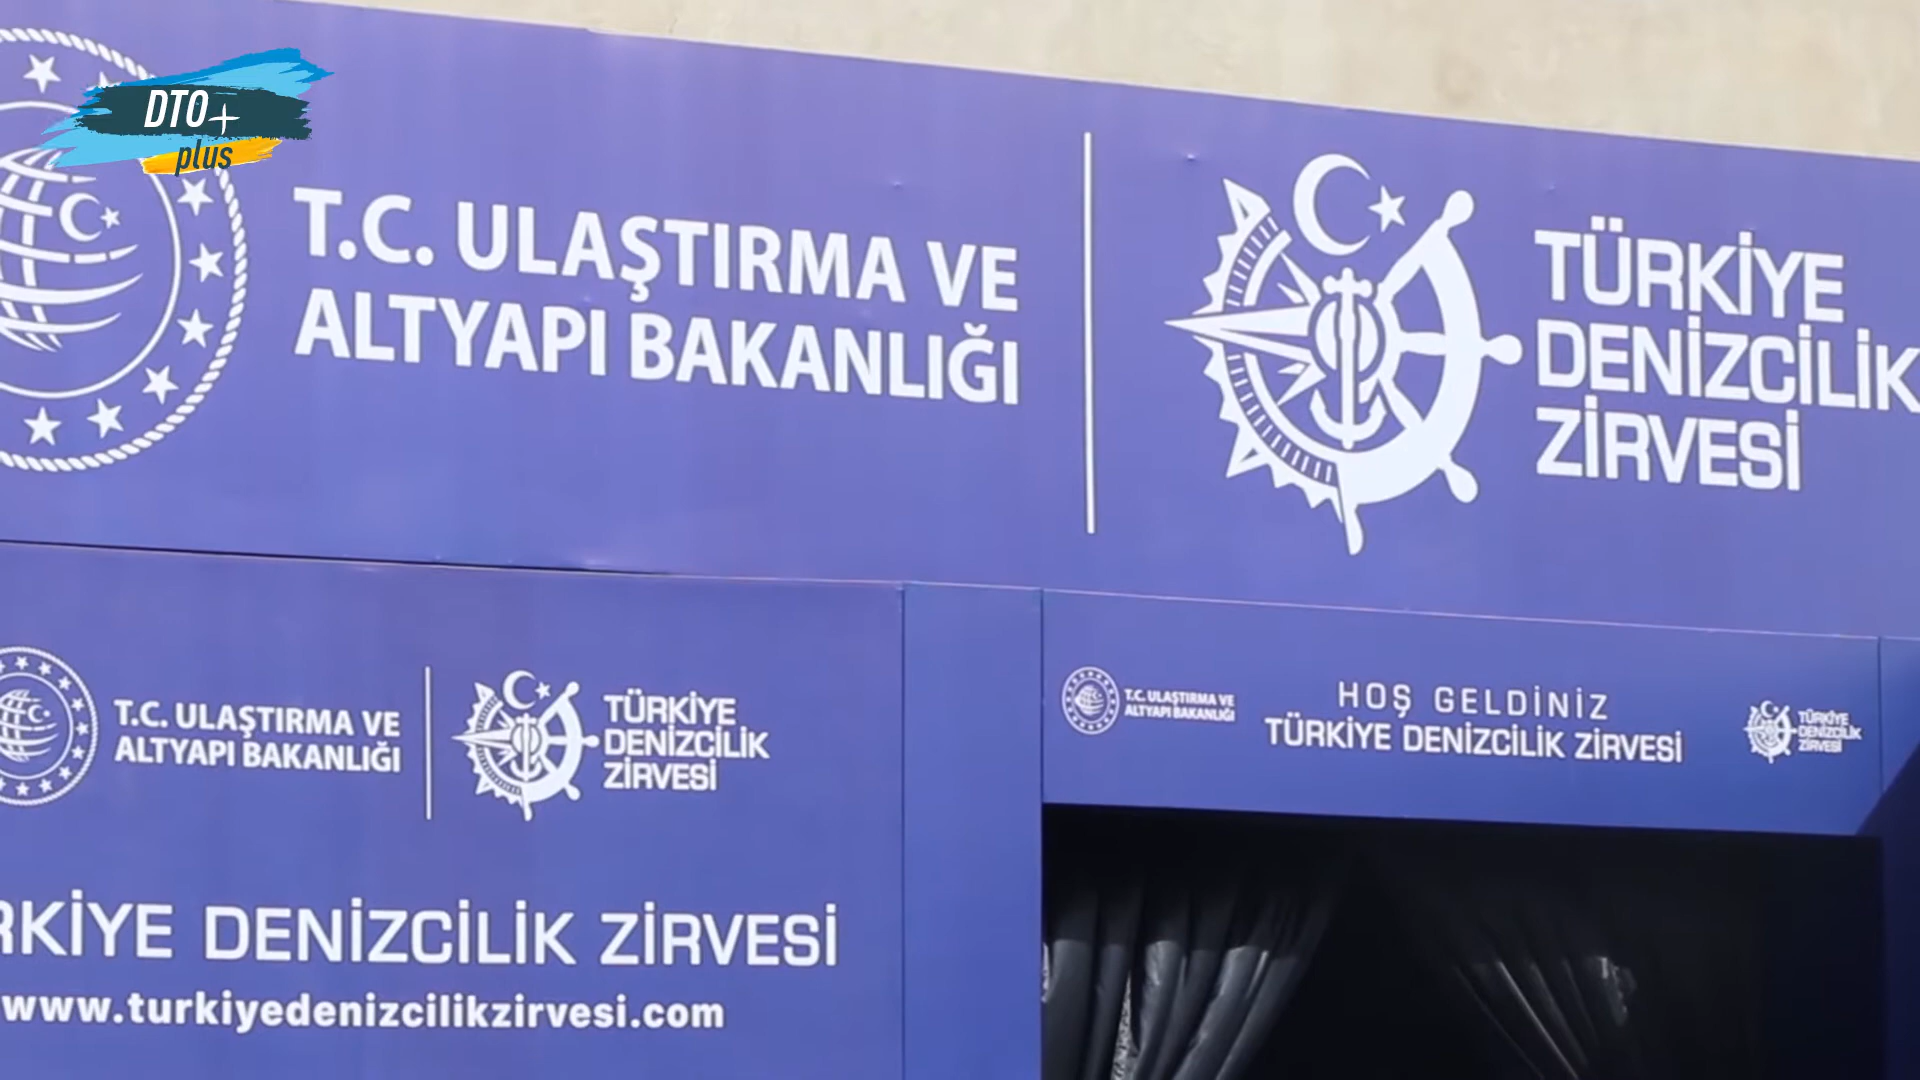 DTO+
plus
T.C. ULAŞTIRMA VE
ALTYAPI BAKANLIĞI
TÜRKİYE
DENİZCİLİK
ZİRVESİ
T.C. ULAŞTIRMA VE
ALTYAPI BAKANLIĞI
TÜRKİYE
DENİZCİLİK
ZİRVESİ
RKİYE DENİZCİLİK ZİRVESİ
www.turkiyedenizcilikzirvesi.com
T.C. ULAŞTIRMA VE
ALTYAPI BAKANLIĞI
HOŞ GELDİNİZ
TÜRKİYE DENİZCİLİK ZİRVESİ
TÜRKİYE
DENİZCİLİK
ZİRVESİ